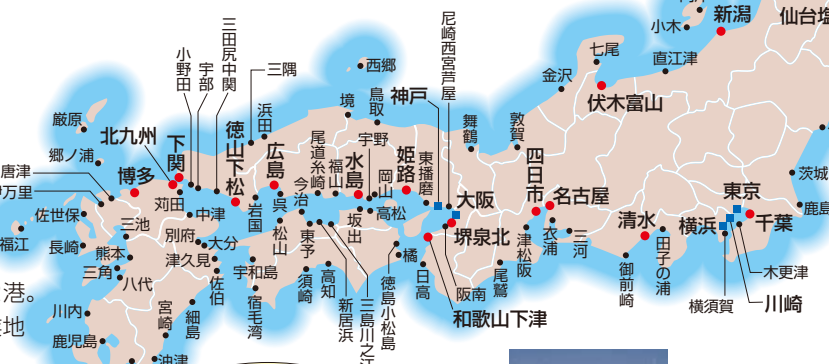 小木
新潟
仙台塩
七尾
直江津
金沢
伏木富山
西郷
三田尻中関
宇部
小野田
三隅
浜田
境
鳥取
神戸
尼崎西宮芦屋
舞鶴
敦賀
厳原
郷ノ浦
唐津
万里
北九州
下関
博多
徳山下松
広島
尾道糸崎
福山
水島
宇野
岡山
姫路
東播磨
大阪
四日市
名古屋
清水
横浜
東京
千葉
茨城
鹿島
佐世保
福江
長崎
三池
熊本
三角
八代
苅田
中津
別府
大分
津久見
佐伯
岩国
呉
松山
今治
東予
坂出
高松
堺泉北
津松阪
衣浦
三河
田子の浦
御前崎
木更津
横須賀
川崎
宇和島
宿毛湾
須崎
高知
新居浜
三島川之江
徳島小松島
橘
日高
阪南
和歌山下津
尾鷲
川内
鹿児島
宮崎
細島
油津
港。
地